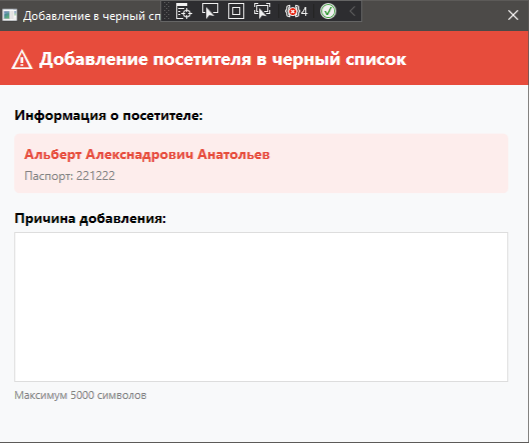 Добавление в черный сп
4
Добавление посетителя в черный список
Информация о посетителе:
Альберт Алекснадрович Анатольев
Паспорт: 221222
Причина добавления:
Максимум 5000 символов